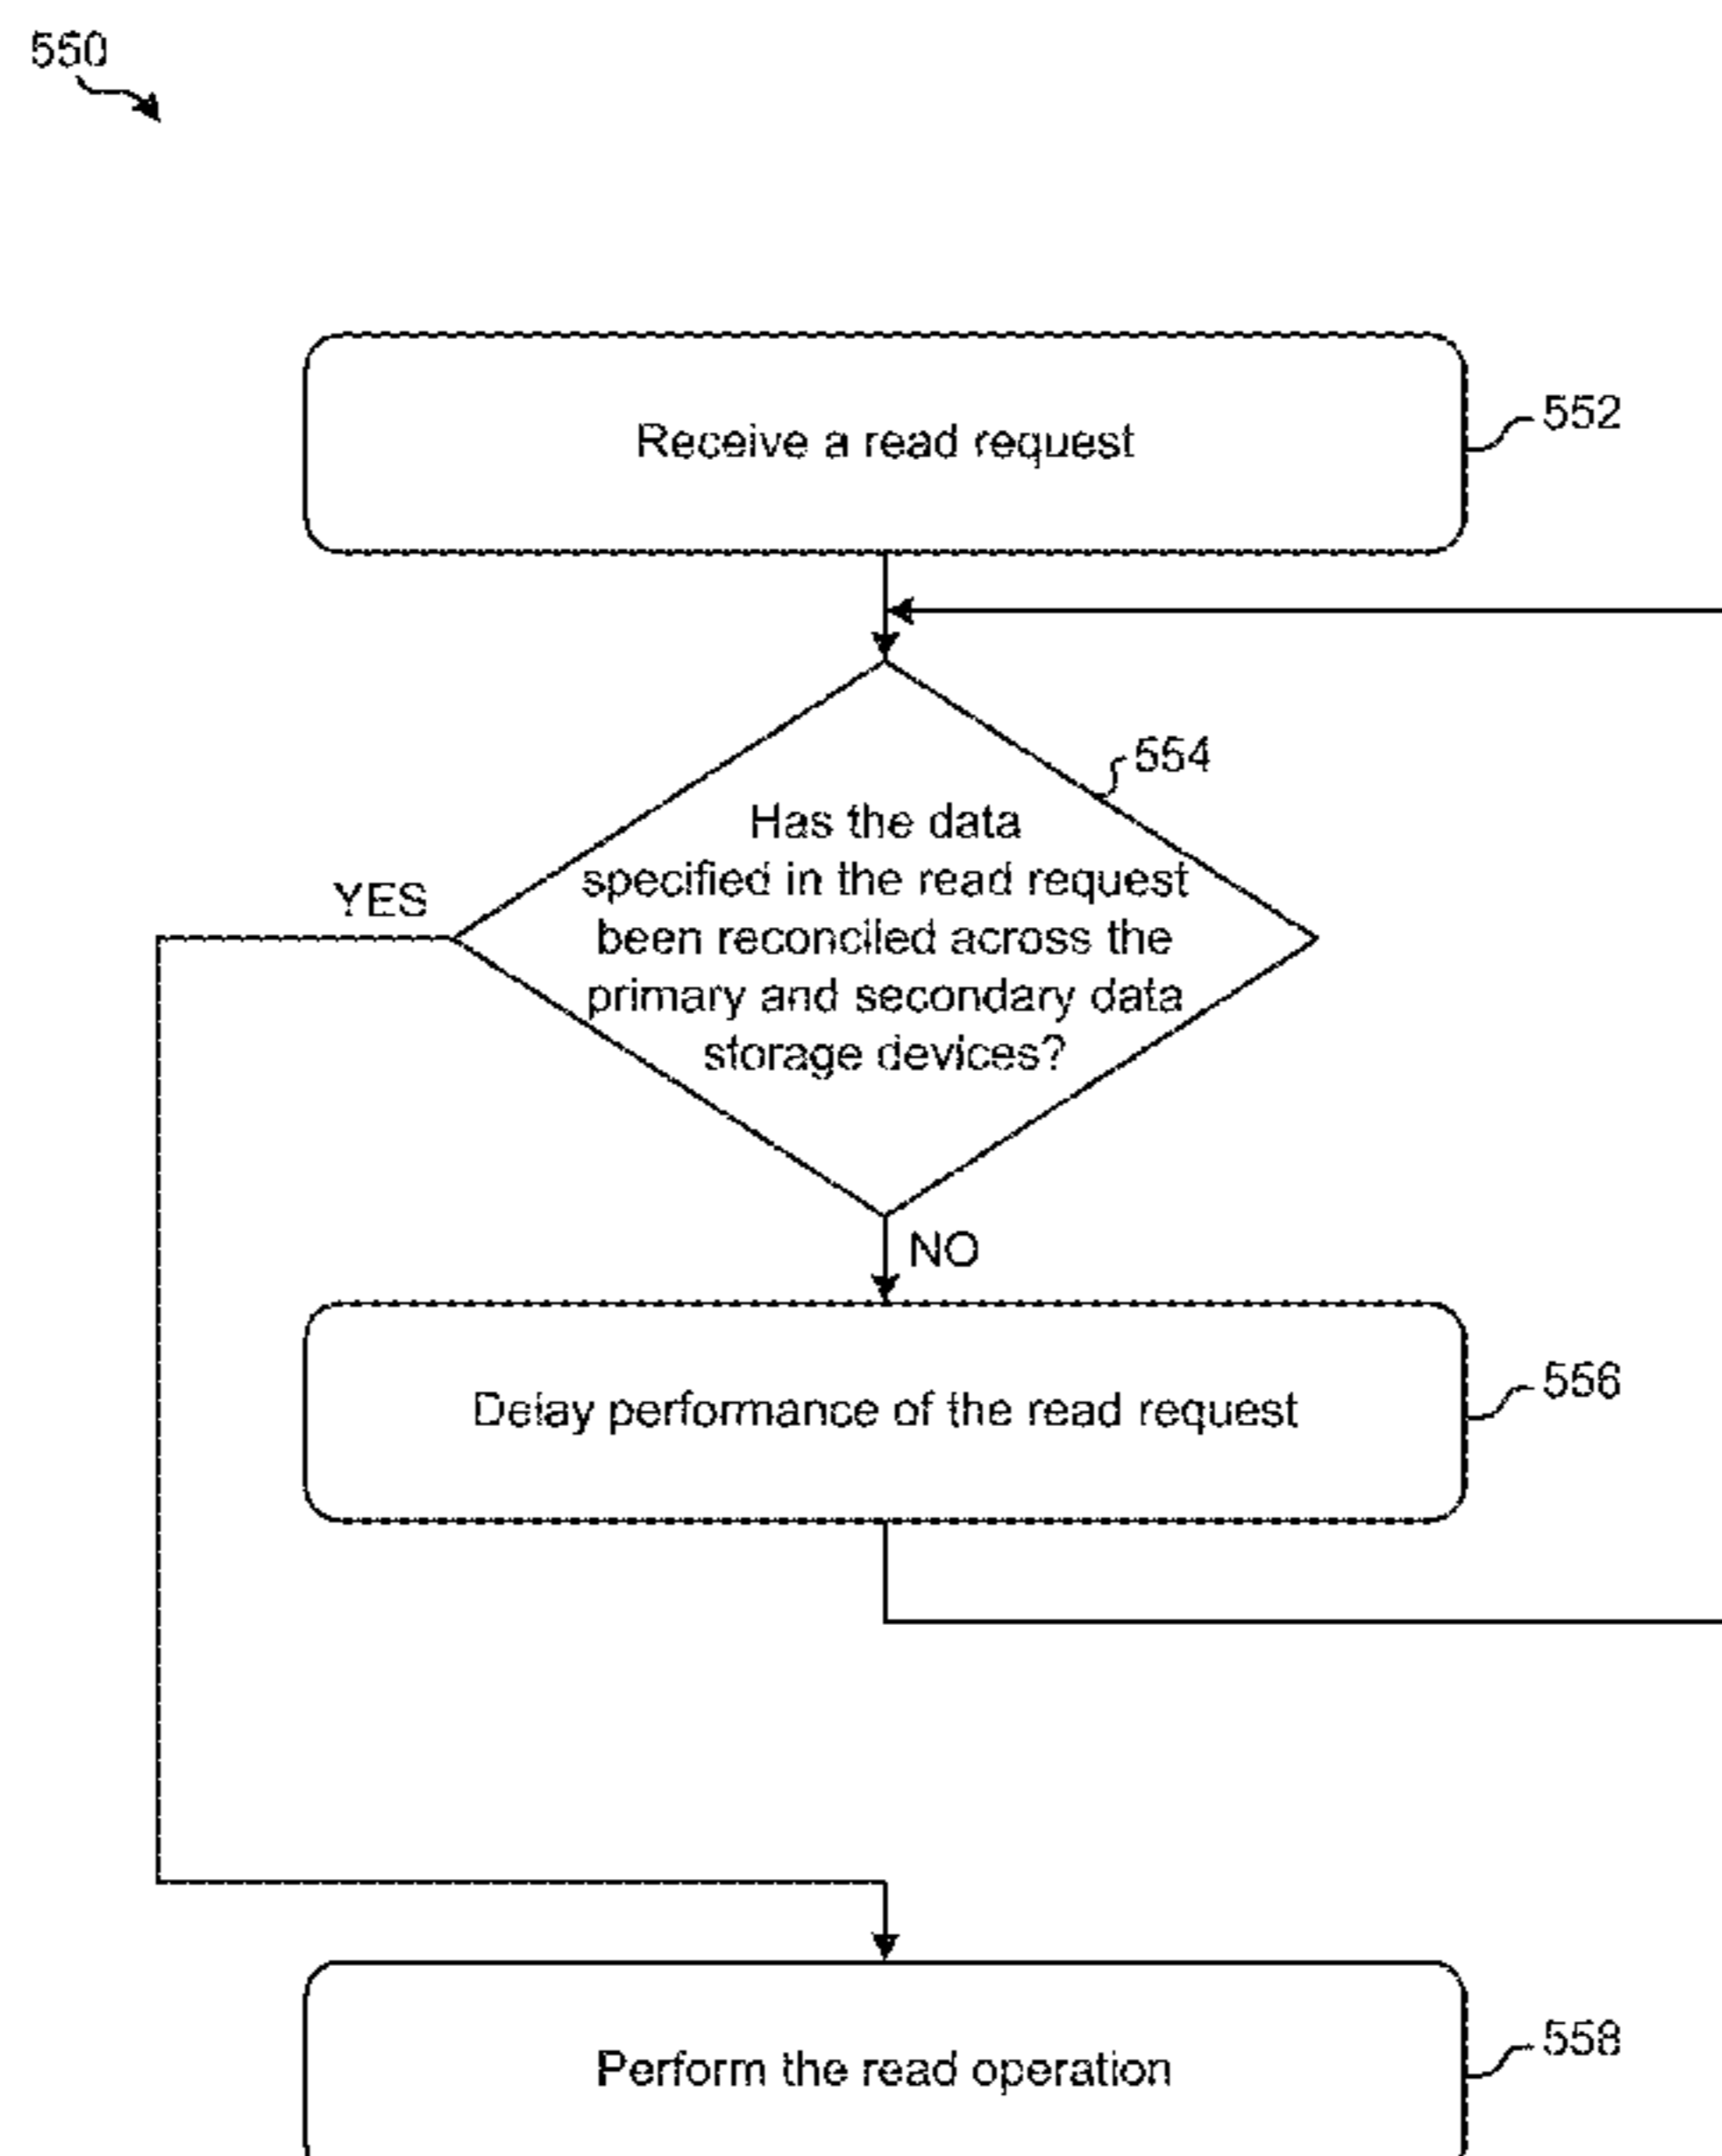 550
Receive a read request
552
554
Has the data
specified in the read request
been reconciled across the
primary and secondary data
storage devices?
YES
NO
Delay performance of the read request
556
Perform the read operation
558